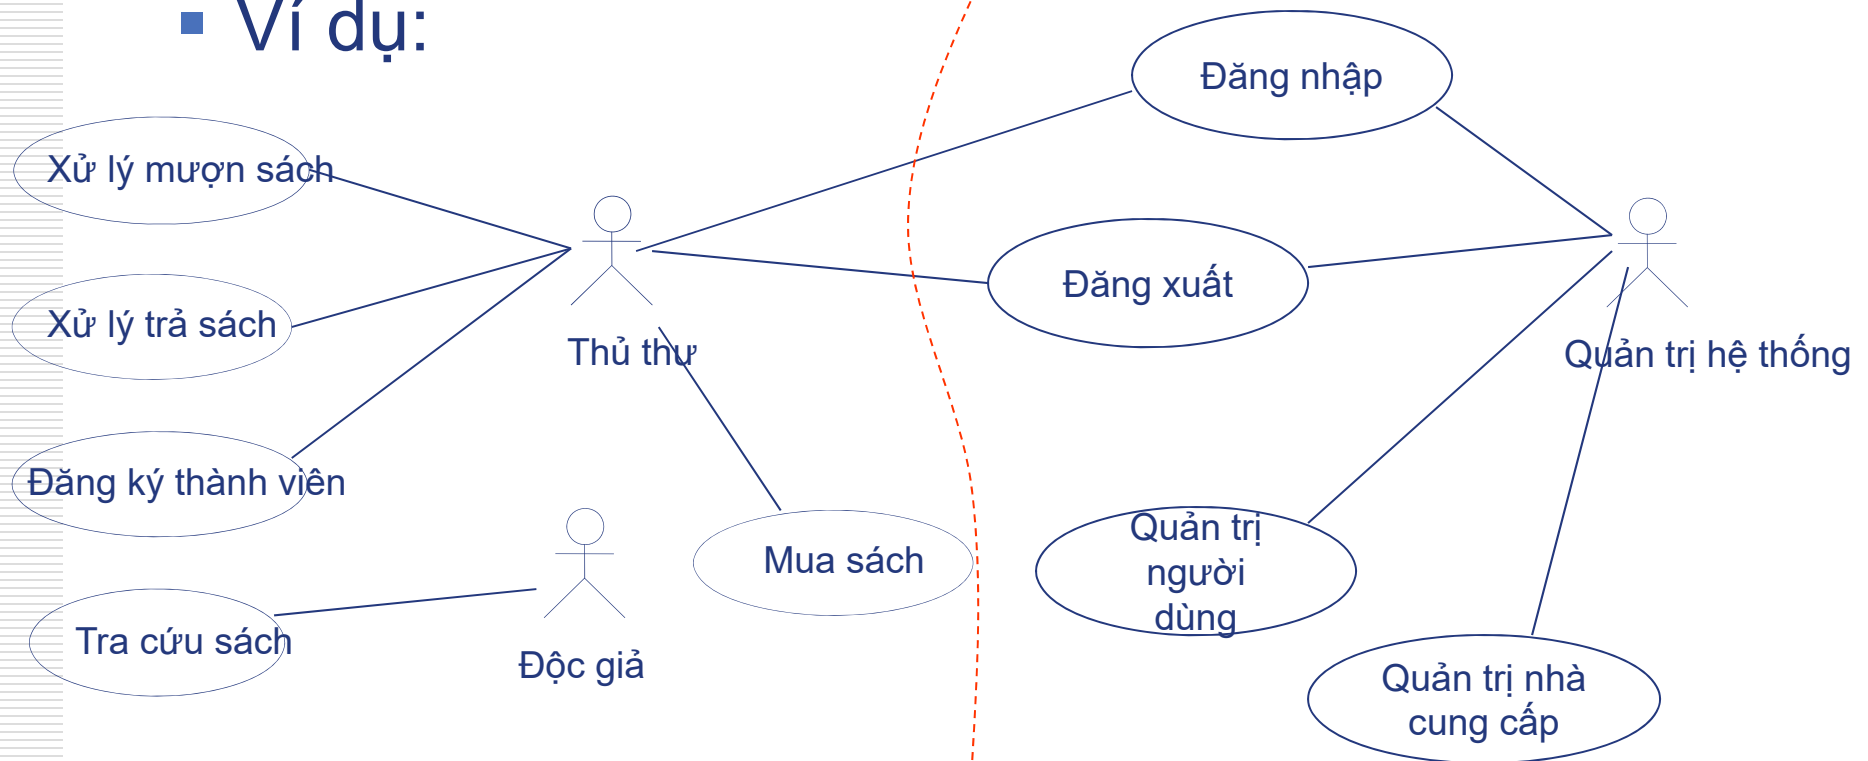 Ví dụ:
Đăng nhập
Xử lý mượn sách
Đăng xuất
Xử lý trả sách
Thủ thư
Quản trị hệ thống
Đăng ký thành viên
Mua sách
Quản trị
người
dùng
Tra cứu sách
Độc giả
Quản trị nhà
cung cấp